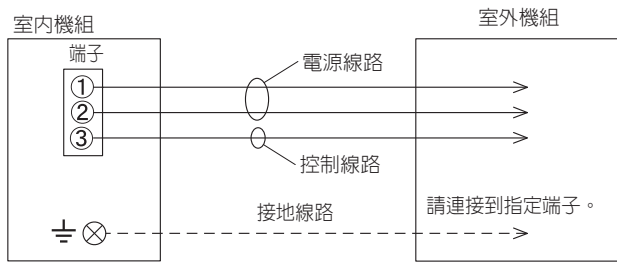 室內機組
室外機組
端子
電源線路
①
②
③
控制線路
接地線路
請連接到指定端子。